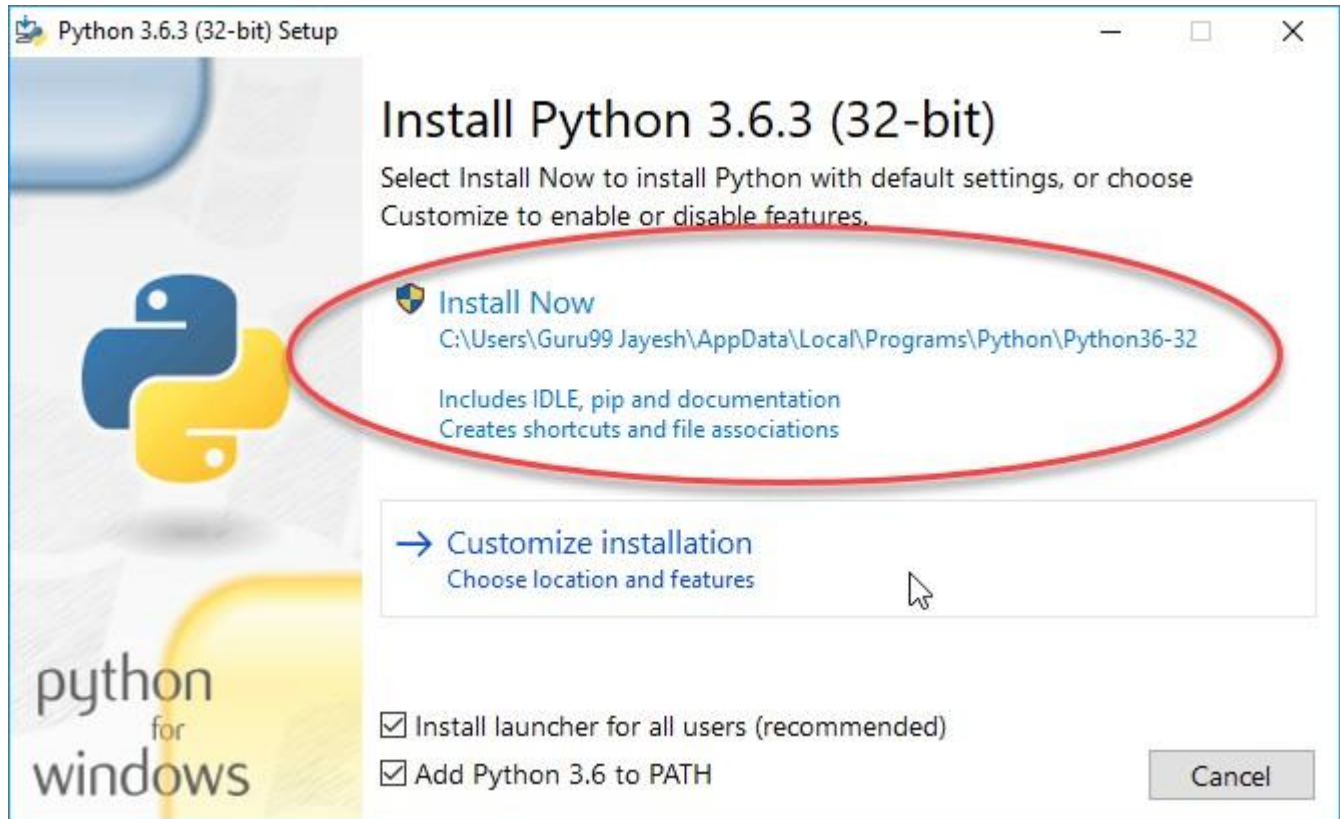 Python 3.6.3 (32-bit) Setup
Install Python 3.6.3 (32-bit)
Select Install Now to install Python with default settings, or choose
Customize to enable or disable features.
Install Now
C:\Users\Guru99 Jayesh\AppData\Local\Programs\Python\Python36-32
Includes IDLE, pip and documentation
Creates shortcuts and file associations
Customize installation
Choose location and features
python
for
windows
Install launcher for all users (recommended)
Add Python 3.6 to PATH
Cancel